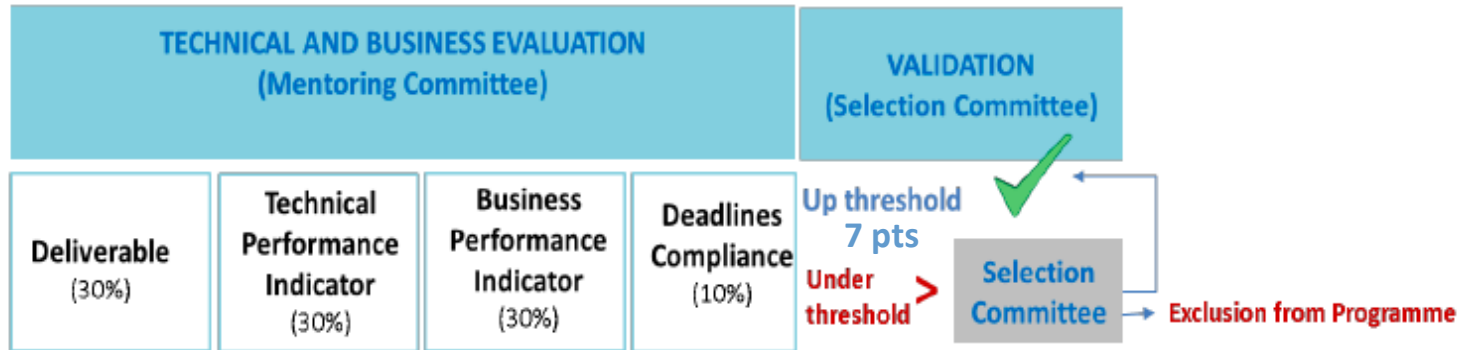 TECHNICAL AND BUSINESS EVALUATION
(Mentoring Committee)
VALIDATION
(Selection Committee)
Deliverable
(30%)
Technical
Performance
Indicator
(30%)
Business
Performance
Indicator
(30%)
Deadlines
Compliance
(10%)
Up threshold
7 pts
Under
threshold
>
Selection
Committee
Exclusion from Programme